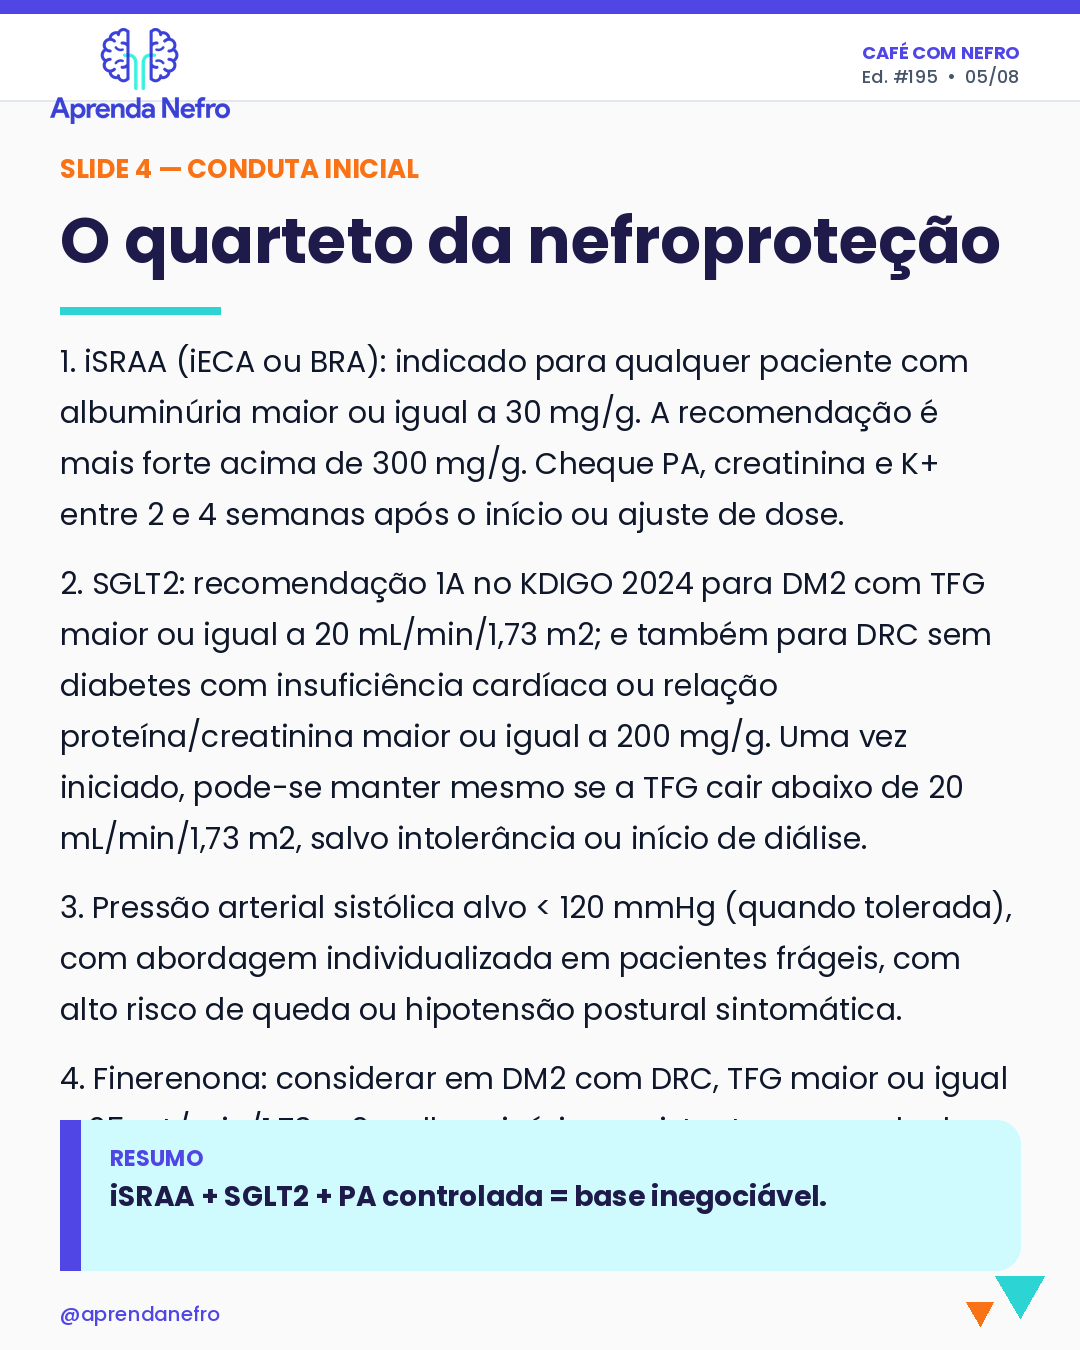 Aprenda Nefro
CAFÉ COM NEFRO
Ed. #195 • 05/08
SLIDE 4 — CONDUTA INICIAL
O quarteto da nefroproteção
1. iSRAA (iECA ou BRA): indicado para qualquer paciente com
albuminúria maior ou igual a 30 mg/g. A recomendação é
mais forte acima de 300 mg/g. Cheque PA, creatinina e K+
entre 2 e 4 semanas após o início ou ajuste de dose.
2. SGLT2: recomendação 1A no KDIGO 2024 para DM2 com TFG
maior ou igual a 20 mL/min/1,73 m2; e também para DRC sem
diabetes com insuficiência cardíaca ou relação
proteína/creatinina maior ou igual a 200 mg/g. Uma vez
iniciado, pode-se manter mesmo se a TFG cair abaixo de 20
mL/min/1,73 m2, salvo intolerância ou início de diálise.
3. Pressão arterial sistólica alvo < 120 mmHg (quando tolerada),
com abordagem individualizada em pacientes frágeis, com
alto risco de queda ou hipotensão postural sintomática.
4. Finerenona: considerar em DM2 com DRC, TFG maior ou igual
RESUMO
iSRAA + SGLT2 + PA controlada = base inegociável.
@aprendanefro